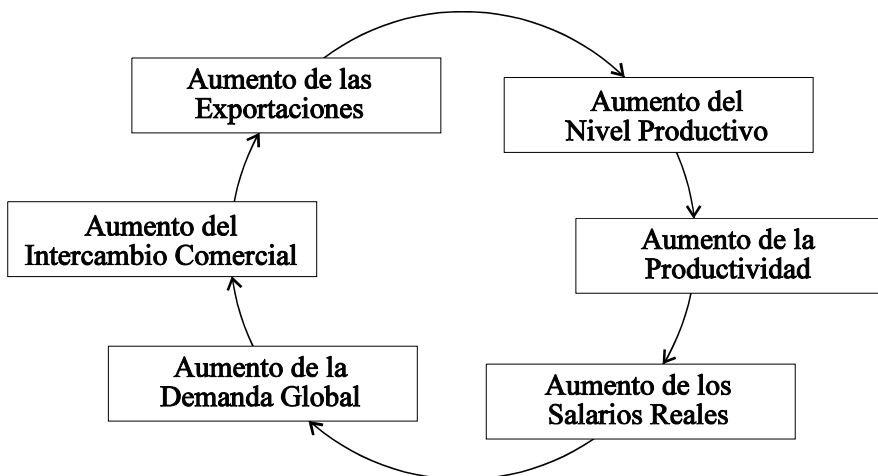 Aumento de las
Exportaciones
Aumento del
Nivel Productivo
Aumento de la
Productividad
Aumento de los
Salarios Reales
Aumento de la
Demanda Global
Aumento del
Intercambio Comercial